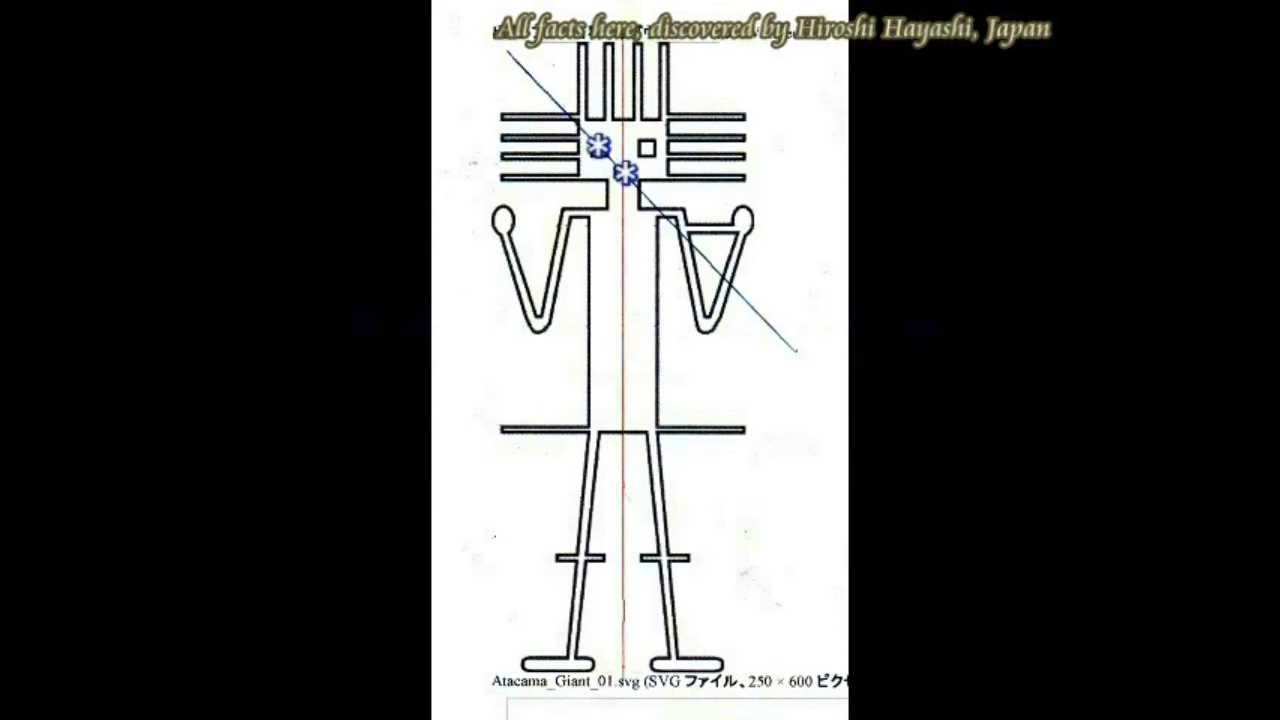 All facts here, discovered by Hiroshi Hayashi, Japan
Atacama_Giant_01.svg (SVG ファイル、250 × 600 ピクセ